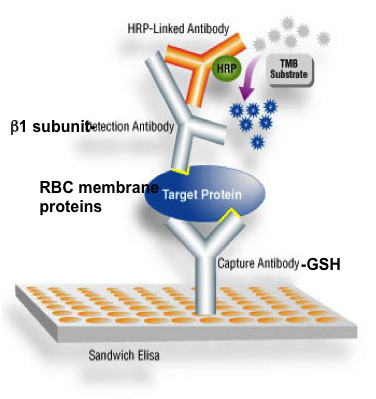 HRP-Linked Antibody
HRP
TMB
Substrate
β1 subunit-
Detection Antibody
RBC membrane
proteins
Target Protein
Capture Antibody-GSH
Sandwich Elisa